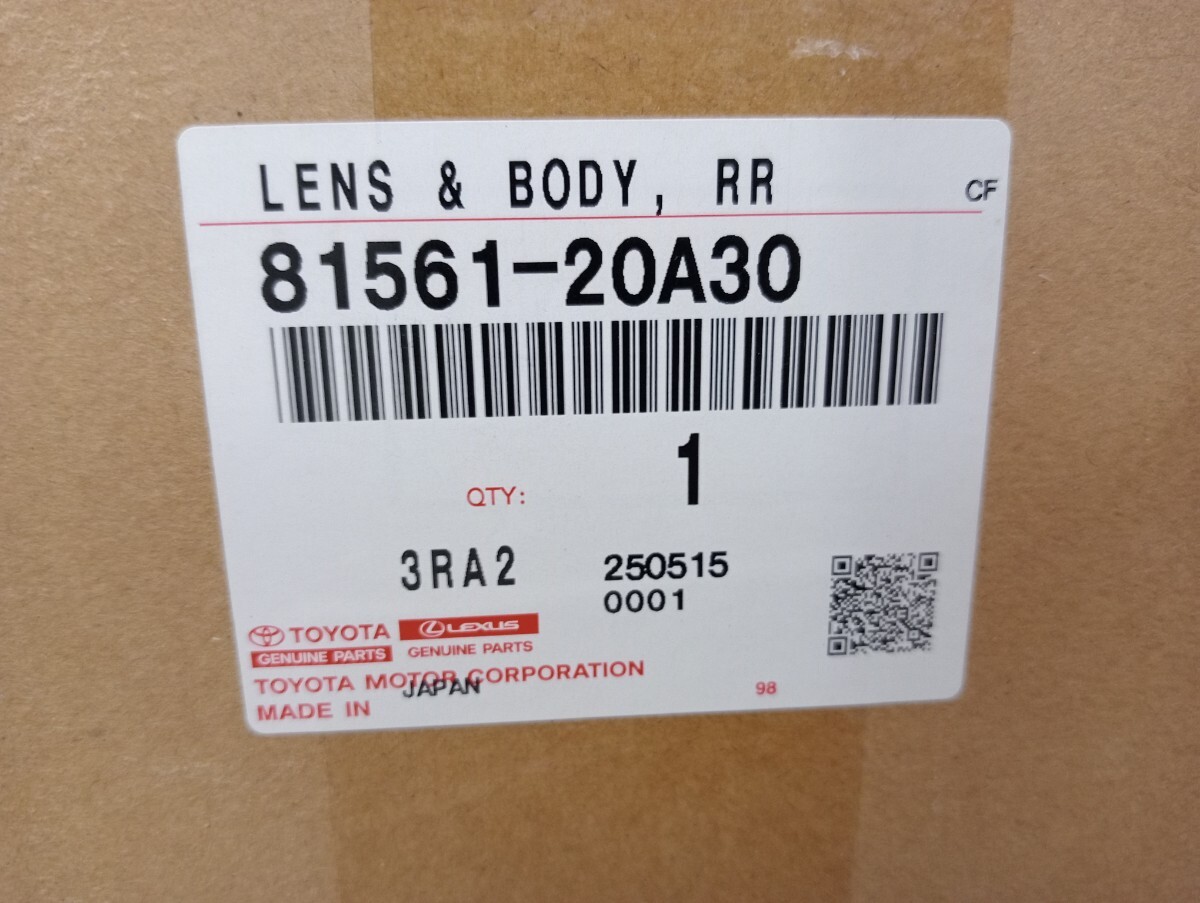 LENS & BODY, RR
CF
81561-20A30
QTY: 1
3RA2
250515
0001
TOYOTA
GENUINE PARTS
LEXUS
GENUINE PARTS
TOYOTA MOTOR CORPORATION
MADE IN JAPAN
98